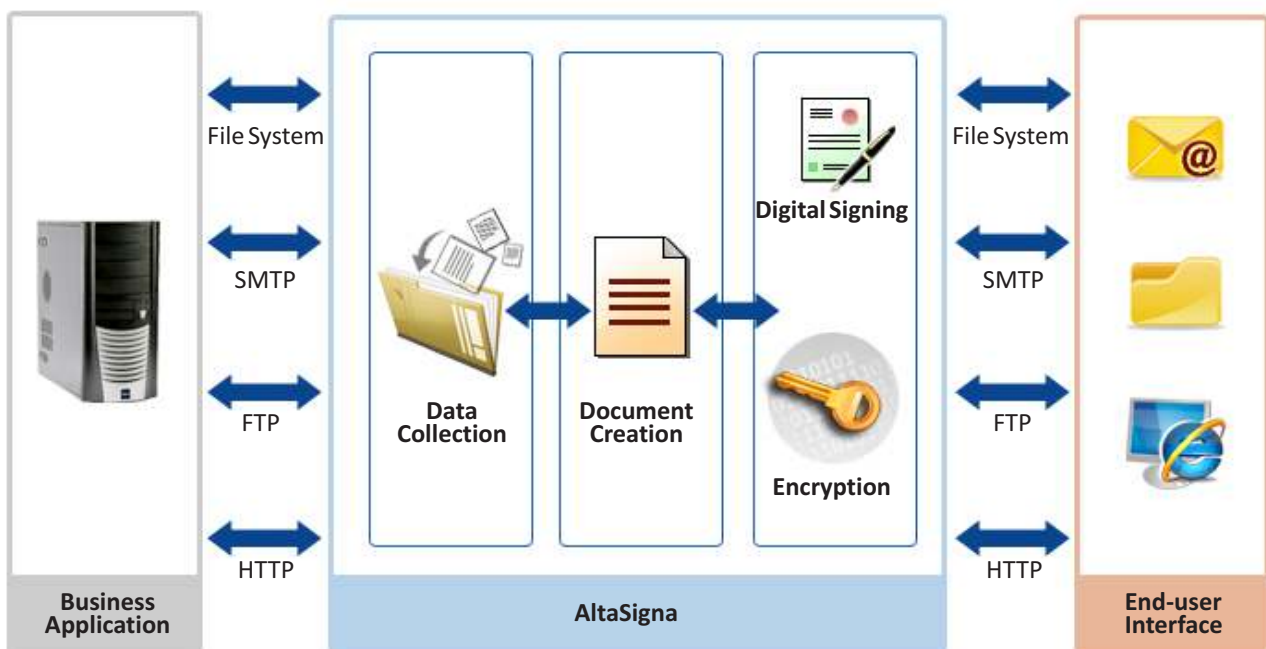 File System
SMTP
FTP
HTTP
Business
Application
Data
Collection
Document
Creation
Digital Signing
Encryption
AltaSigna
File System
SMTP
FTP
HTTP
@
End-user
Interface